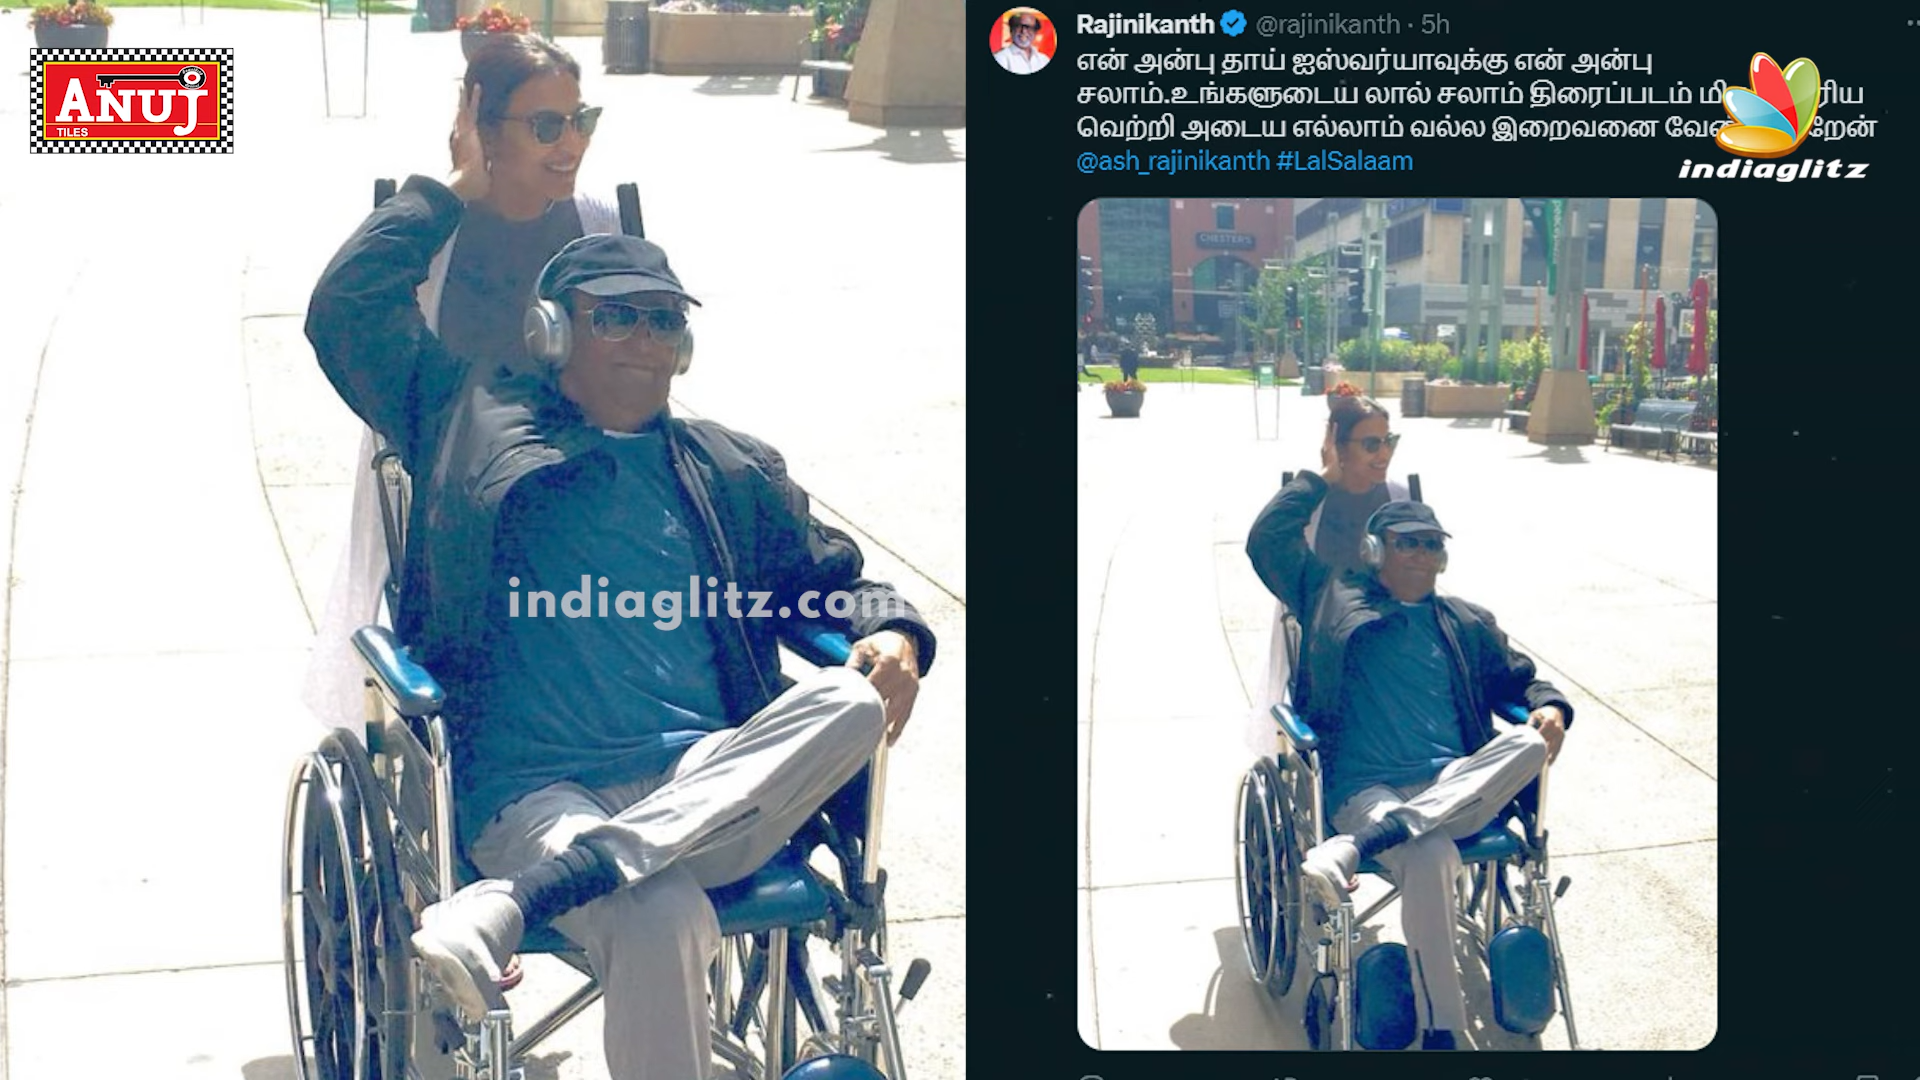 ANUJ
TILES
indiaglitz.com
Rajinikanth @rajinikanth · 5h
என் அன்பு தாய் ஐஸ்வர்யாவுக்கு என் அன்பு
சலாம்.உங்களுடைய லால் சலாம் திரைப்படம்
வெற்றி அடைய எல்லாம் வல்ல இறைவனை
@ash_rajinikanth #LalSalaam
indiaglitz
CHESTER'S